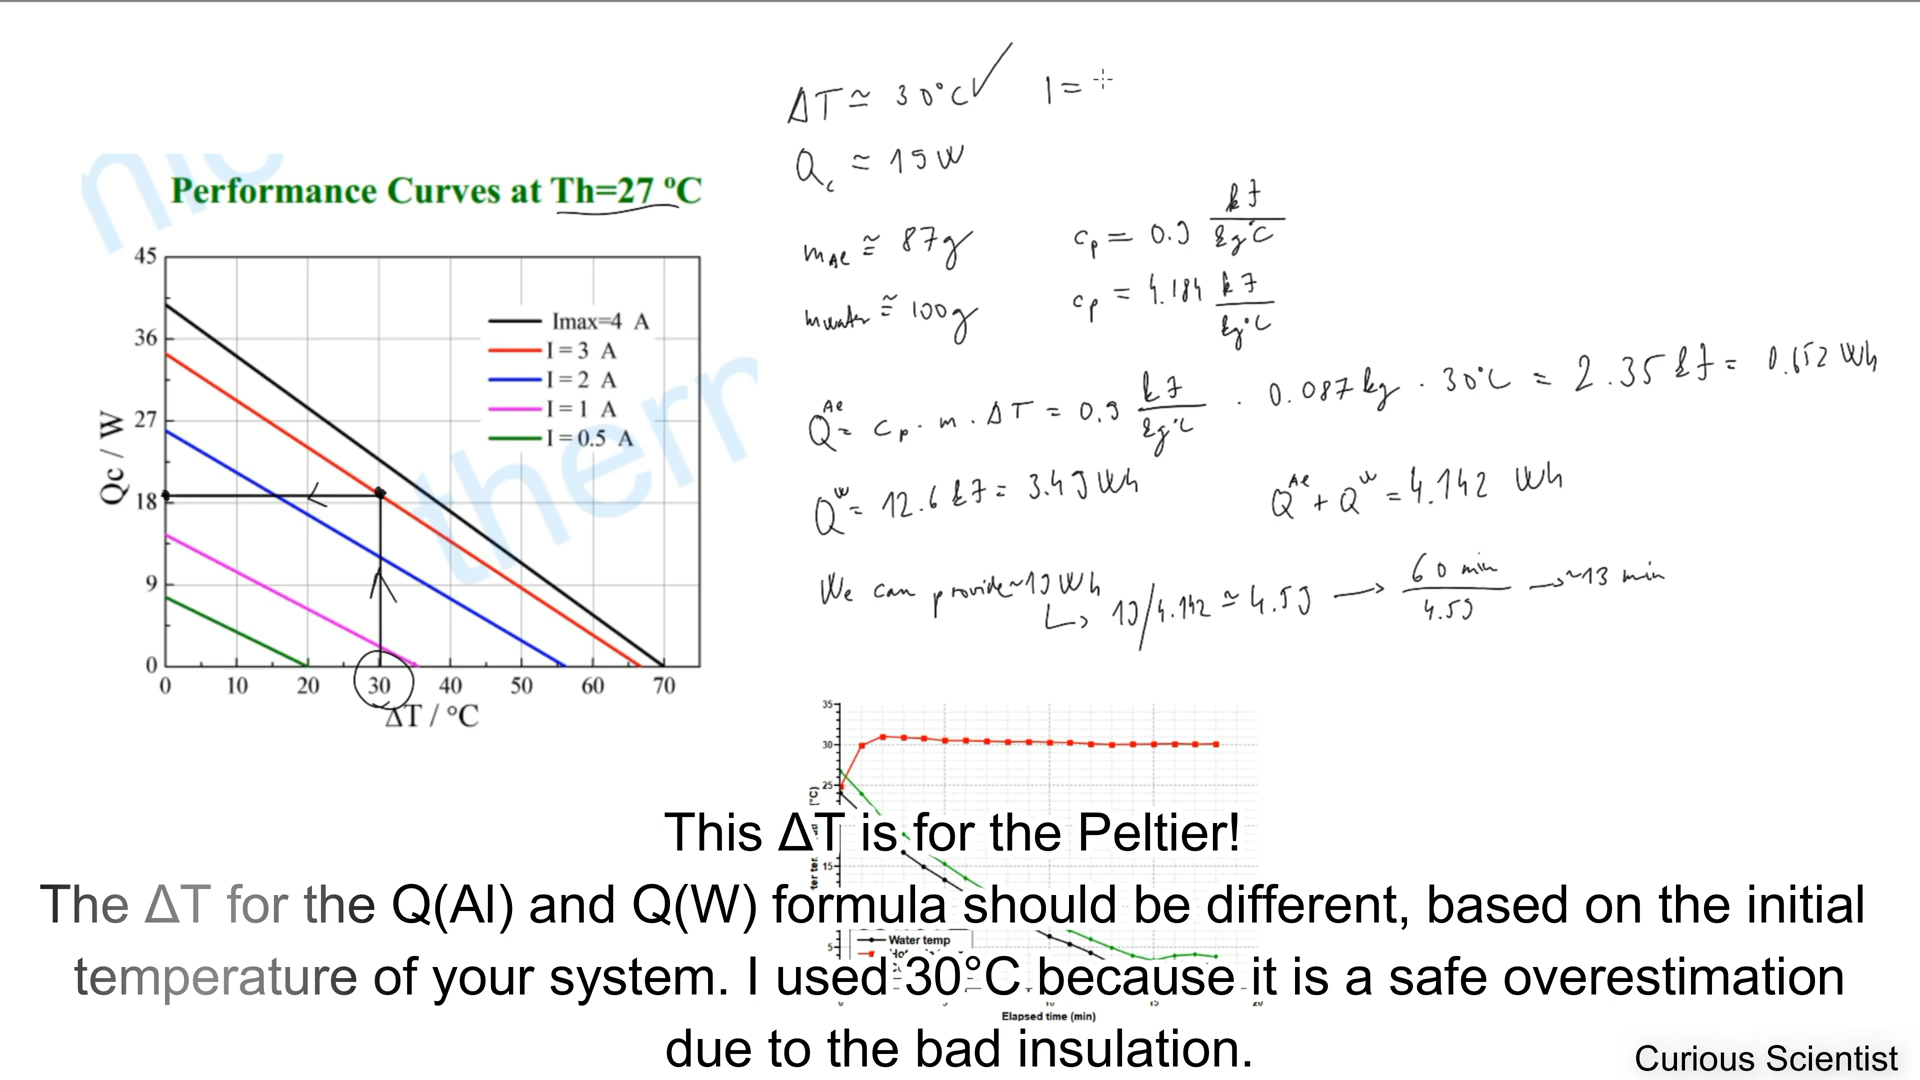 ΔT ≃ 30°C ✓ I =
Qc ≃ 19 W
Performance Curves at Th=27 ºC
mAl ≅ 87g cp = 0.9 kJ/kg°C
mwater ≅ 100g cp = 4.184 kJ/kg°C
45
36
27
18
9
0
Qc / W
Imax=4 A
I = 3 A
I = 2 A
I = 1 A
I = 0.5 A
0 10 20 30 40 50 60 70
ΔT / °C
therm
QAl = cp · m · ΔT = 0.9 kJ/kg°C · 0.087 kg · 30°C = 2.35 kJ = 0.652 Wh
Qw = 12.6 kJ = 3.49 Wh QAl + Qw = 4.142 Wh
We can provide ~19 Wh
↳ 19/4.142 ≃ 4.59 → 60 min/4.59 → ~13 min
35
30
25
15
5
Water temp
This ΔT is for the Peltier!
The ΔT for the Q(Al) and Q(W) formula should be different, based on the initial
temperature of your system. I used 30°C because it is a safe overestimation
due to the bad insulation.
Elapsed time (min)
Curious Scientist